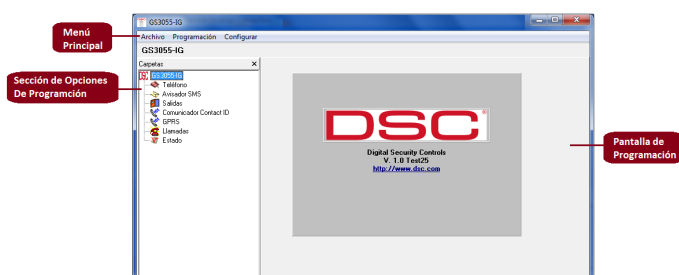 GS3055-IG
Menú
Principal
Archivo Programación Configurar
GS3055-IG
Carpetas x
GS3055-IG
Sección de Opciones
De Progrmción
Teléfono
Avisador SMS
Salidas
Comunicador Contact ID
GPRS
Llamadas
Estado
DSC
Digital Security Controls
V. 1.0 Test25
http://www.dsc.com
Pantalla de
Programación